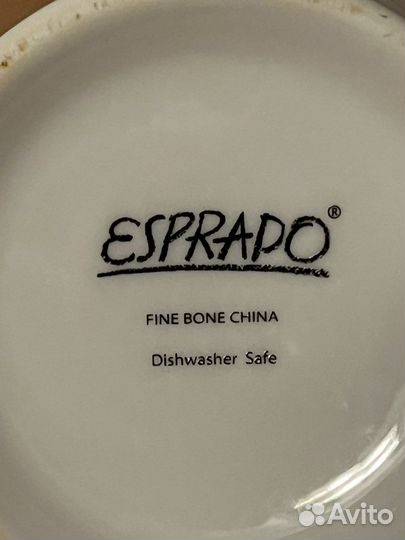 ESPRADO®
FINE BONE CHINA
Dishwasher Safe
Avito